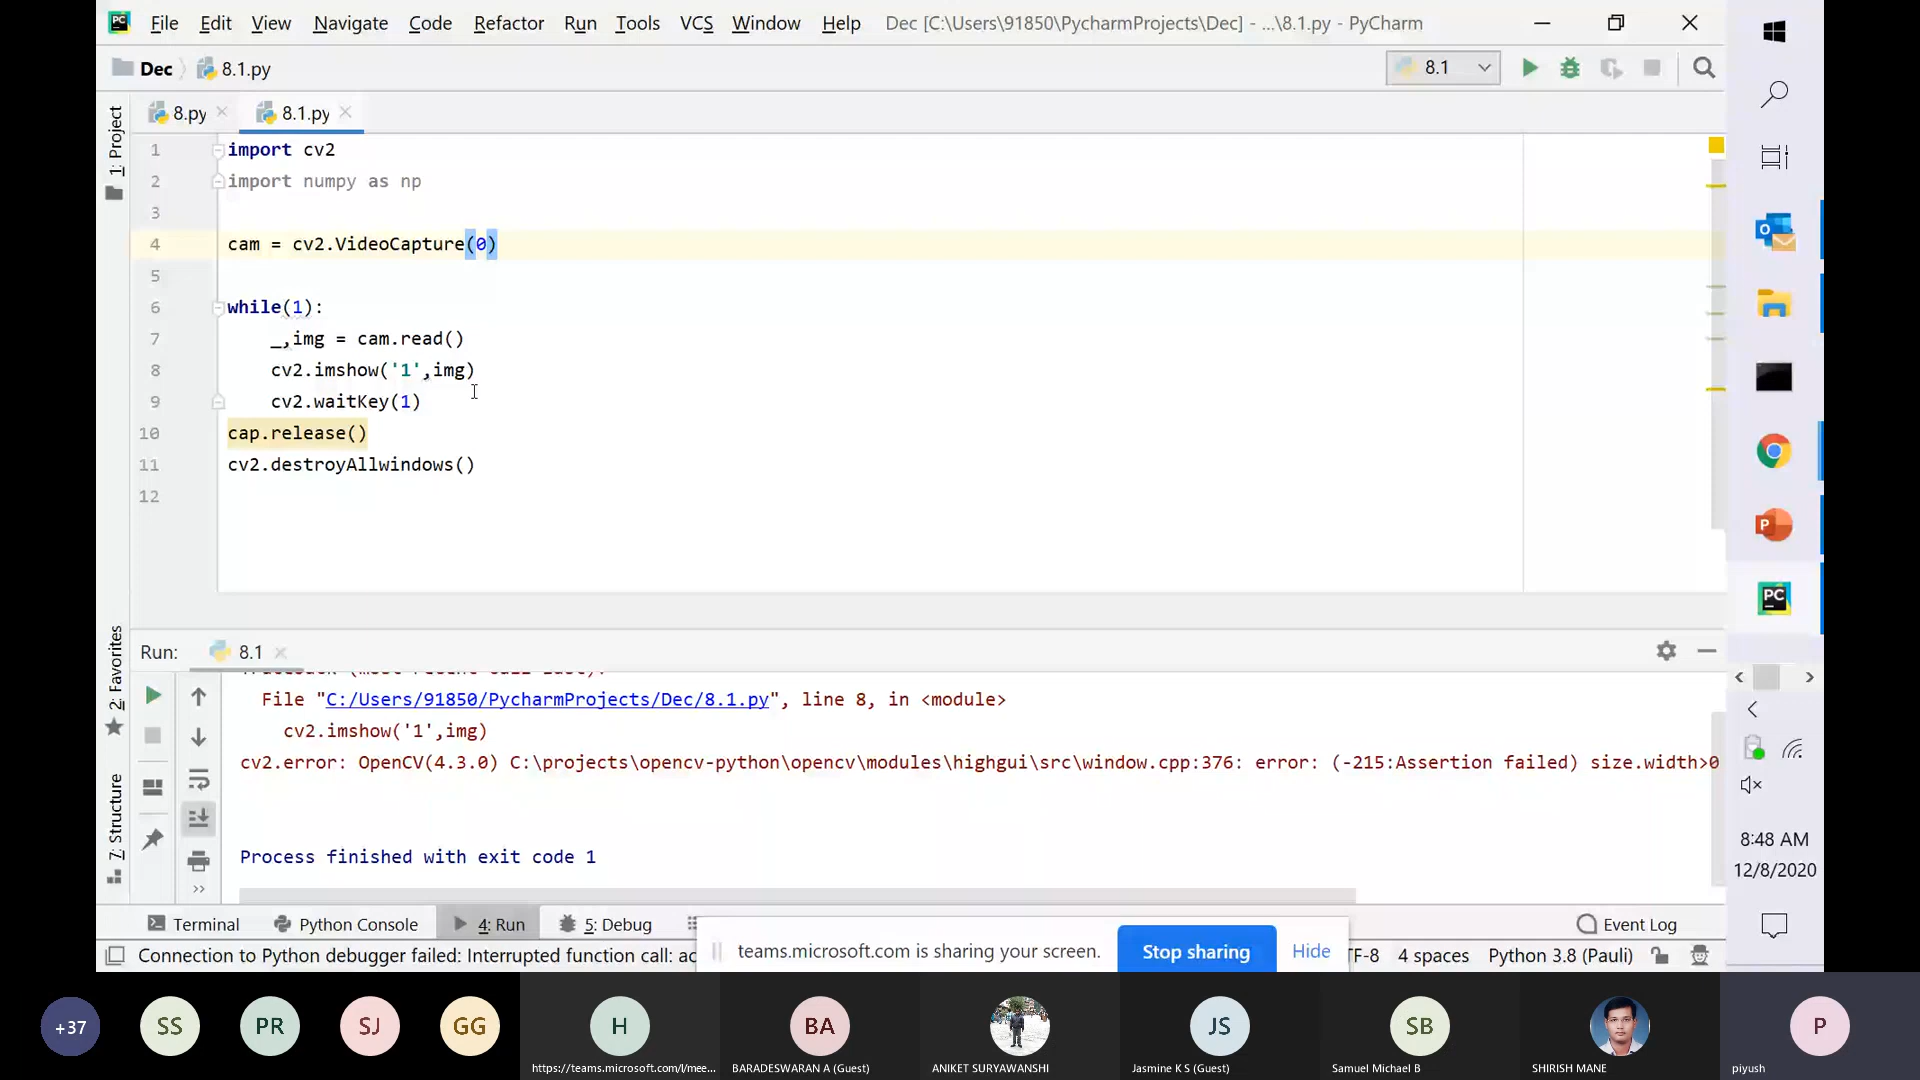 File Edit View Navigate Code Refactor Run Tools VCS Window Help Dec [C:\Users\91850\PycharmProjects\Dec] - ...\8.1.py - PyCharm
Dec 8.1.py
8.1
8.py 8.1.py
1: Project
1 import cv2
2 import numpy as np
3
4 cam = cv2.VideoCapture(0)
5
6 while(1):
7 _,img = cam.read()
8 cv2.imshow('1',img)
9 cv2.waitKey(1)
10 cap.release()
11 cv2.destroyAllwindows()
12
2: Favorites
7: Structure
Run: 8.1
File "C:/Users/91850/PycharmProjects/Dec/8.1.py", line 8, in <module>
cv2.imshow('1',img)
cv2.error: OpenCV(4.3.0) C:\projects\opencv-python\opencv\modules\highgui\src\window.cpp:376: error: (-215:Assertion failed) size.width>0
Process finished with exit code 1
Terminal Python Console 4: Run 5: Debug Event Log
Connection to Python debugger failed: Interrupted function call: ac
teams.microsoft.com is sharing your screen. Stop sharing Hide
TF-8 4 spaces Python 3.8 (Pauli)
8:48 AM
12/8/2020
+37 SS PR SJ GG H BA JS SB P
https://teams.microsoft.com/l/mee... BARADESWARAN A (Guest) ANIKET SURYAWANSHI Jasmine K S (Guest) Samuel Michael B SHIRISH MANE piyush